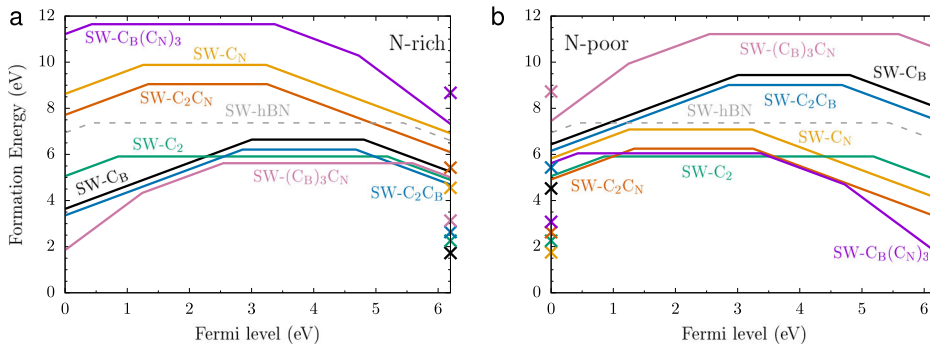 a
b
12
10
8
6
4
2
0
Formation Energy (eV)
0 1 2 3 4 5 6
Fermi level (eV)
N-rich
SW-C_B(C_N)_3
SW-C_N
SW-C_2C_N
SW-hBN
SW-C_2
SW-C_B
SW-(C_B)_3C_N
SW-C_2C_B
12
10
8
6
4
2
0
0 1 2 3 4 5 6
Fermi level (eV)
N-poor
SW-(C_B)_3C_N
SW-C_B
SW-C_2C_B
SW-hBN
SW-C_N
SW-C_2C_N
SW-C_2
SW-C_B(C_N)_3